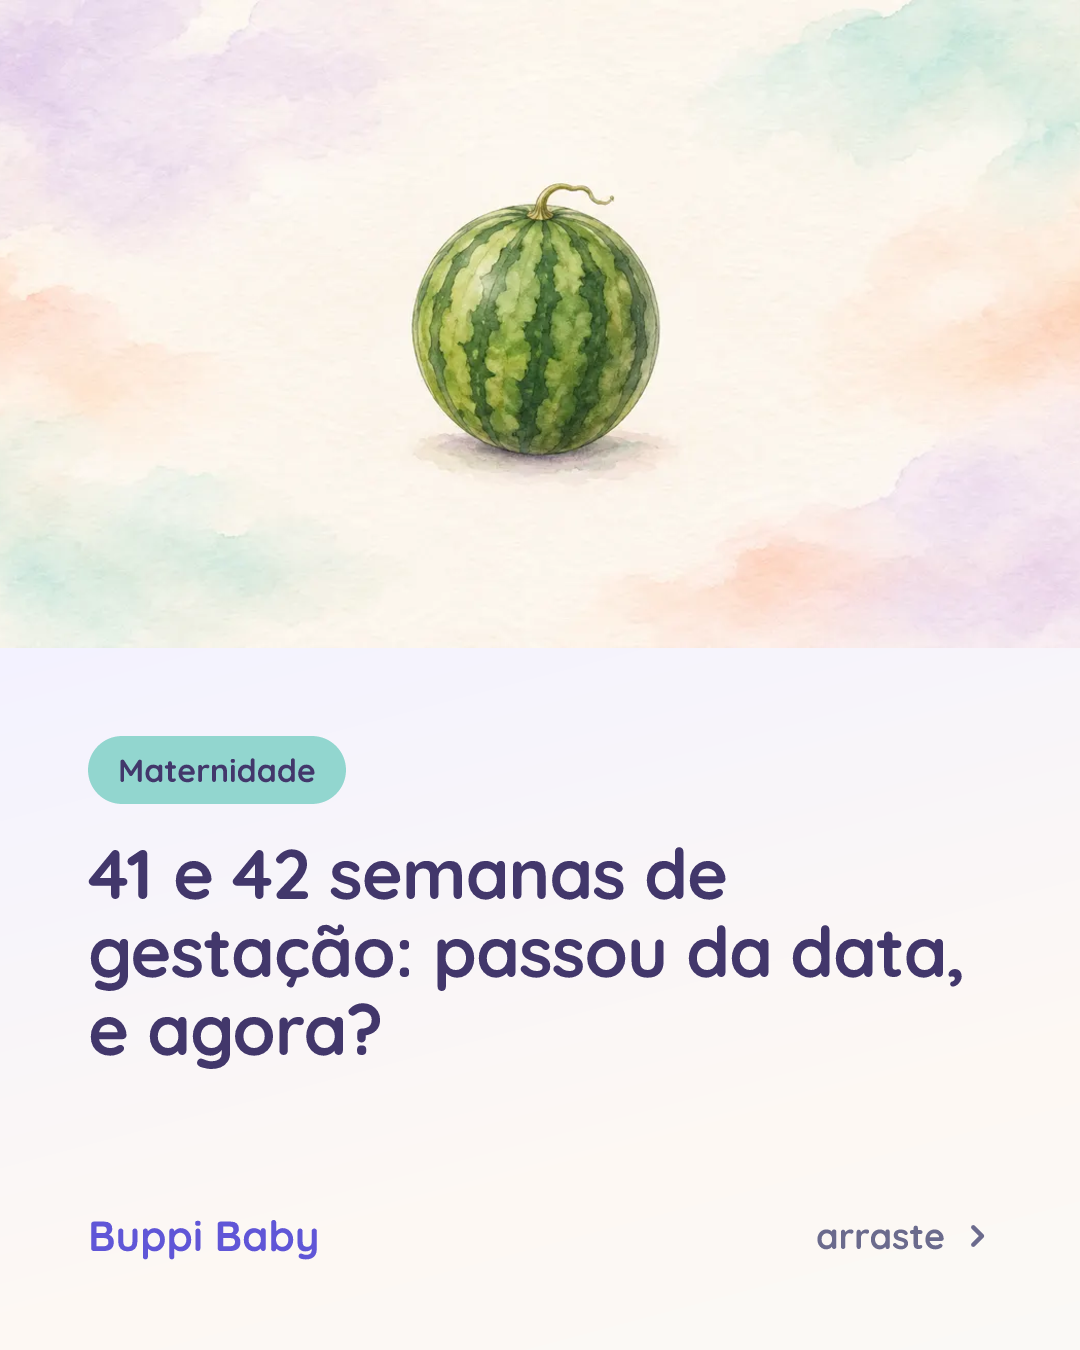 Maternidade
41 e 42 semanas de
gestação: passou da data,
e agora?
Buppi Baby
arraste